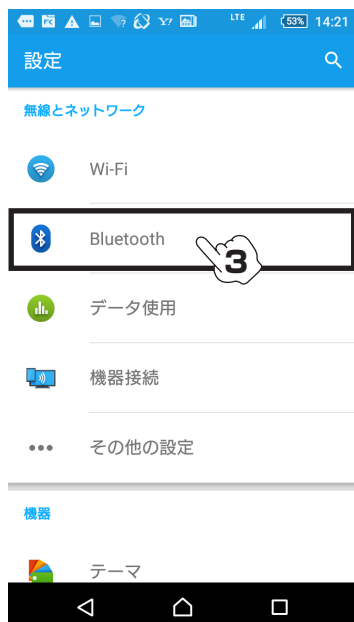 LTE 53% 14:21
設定
無線とネットワーク
Wi-Fi
Bluetooth
3
データ使用
機器接続
その他の設定
機器
テーマ